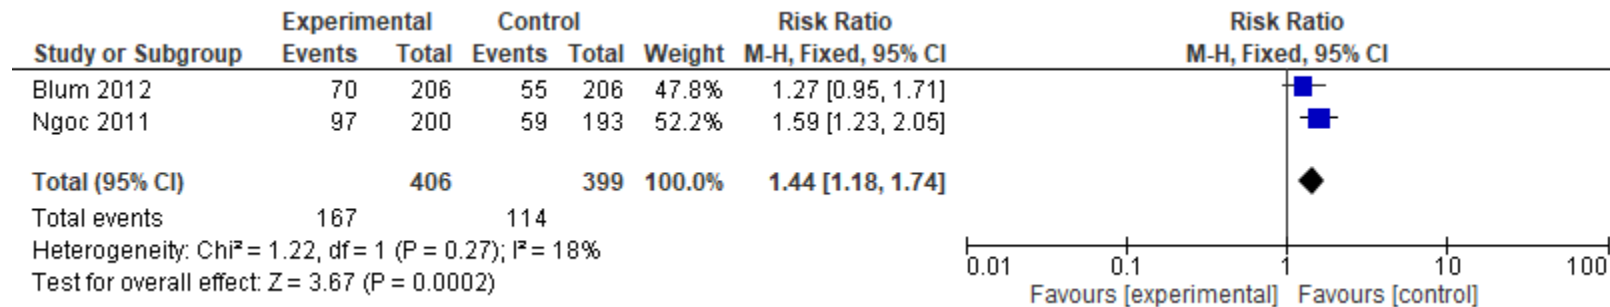 Experimental Control Risk Ratio Risk Ratio
Study or Subgroup Events Total Events Total Weight M-H, Fixed, 95% CI M-H, Fixed, 95% CI
Blum 2012 70 206 55 206 47.8% 1.27 [0.95, 1.71]
Ngoc 2011 97 200 59 193 52.2% 1.59 [1.23, 2.05]
Total (95% CI) 406 399 100.0% 1.44 [1.18, 1.74]
Total events 167 114
Heterogeneity: Chi² = 1.22, df = 1 (P = 0.27); I² = 18%
Test for overall effect: Z = 3.67 (P = 0.0002)
0.01 0.1 1 10 100
Favours [experimental] Favours [control]